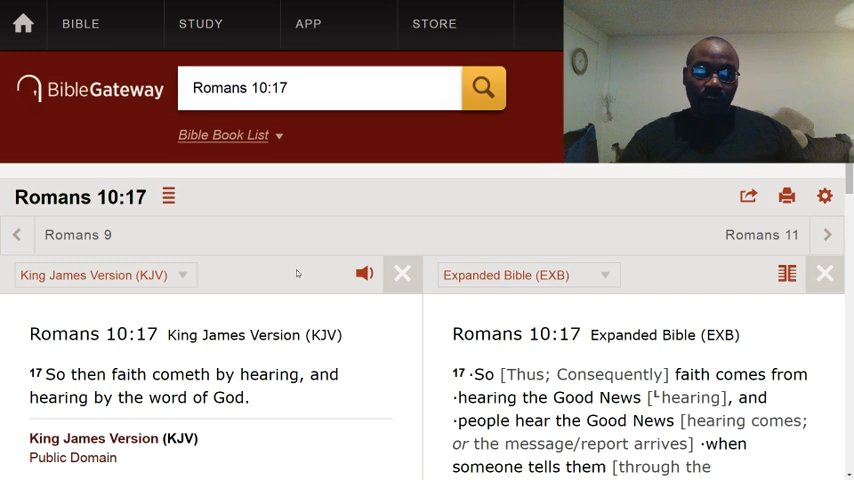 BIBLE
STUDY
APP
STORE
BibleGateway
Romans 10:17
Bible Book List
Romans 10:17
Romans 9
Romans 11
King James Version (KJV)
Expanded Bible (EXB)
Romans 10:17 King James Version (KJV)
17 So then faith cometh by hearing, and
hearing by the word of God.
King James Version (KJV)
Public Domain
Romans 10:17 Expanded Bible (EXB)
17 ·So [Thus; Consequently] faith comes from
·hearing the Good News [Lhearing], and
·people hear the Good News [hearing comes;
or the message/report arrives] ·when
someone tells them [through the